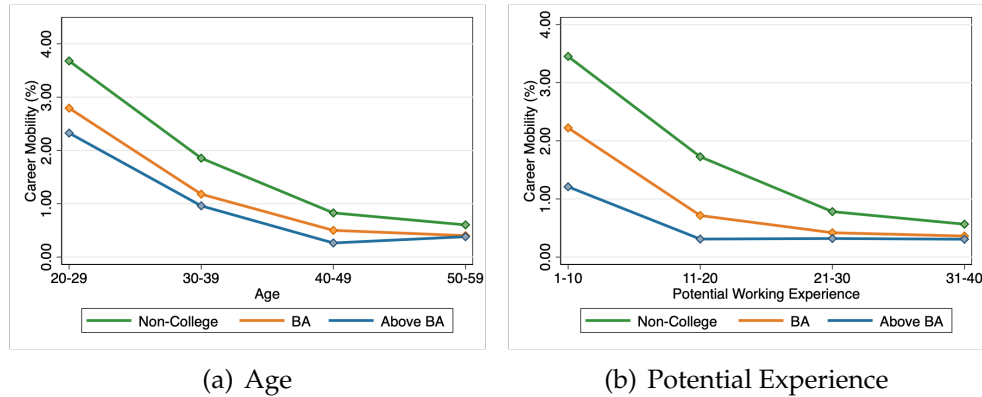 4.00
3.00
2.00
1.00
0.00
Career Mobility (%)
20-29 30-39 40-49 50-59
Age
Non-College BA Above BA
(a) Age
4.00
3.00
2.00
1.00
0.00
Career Mobility (%)
1-10 11-20 21-30 31-40
Potential Working Experience
Non-College BA Above BA
(b) Potential Experience